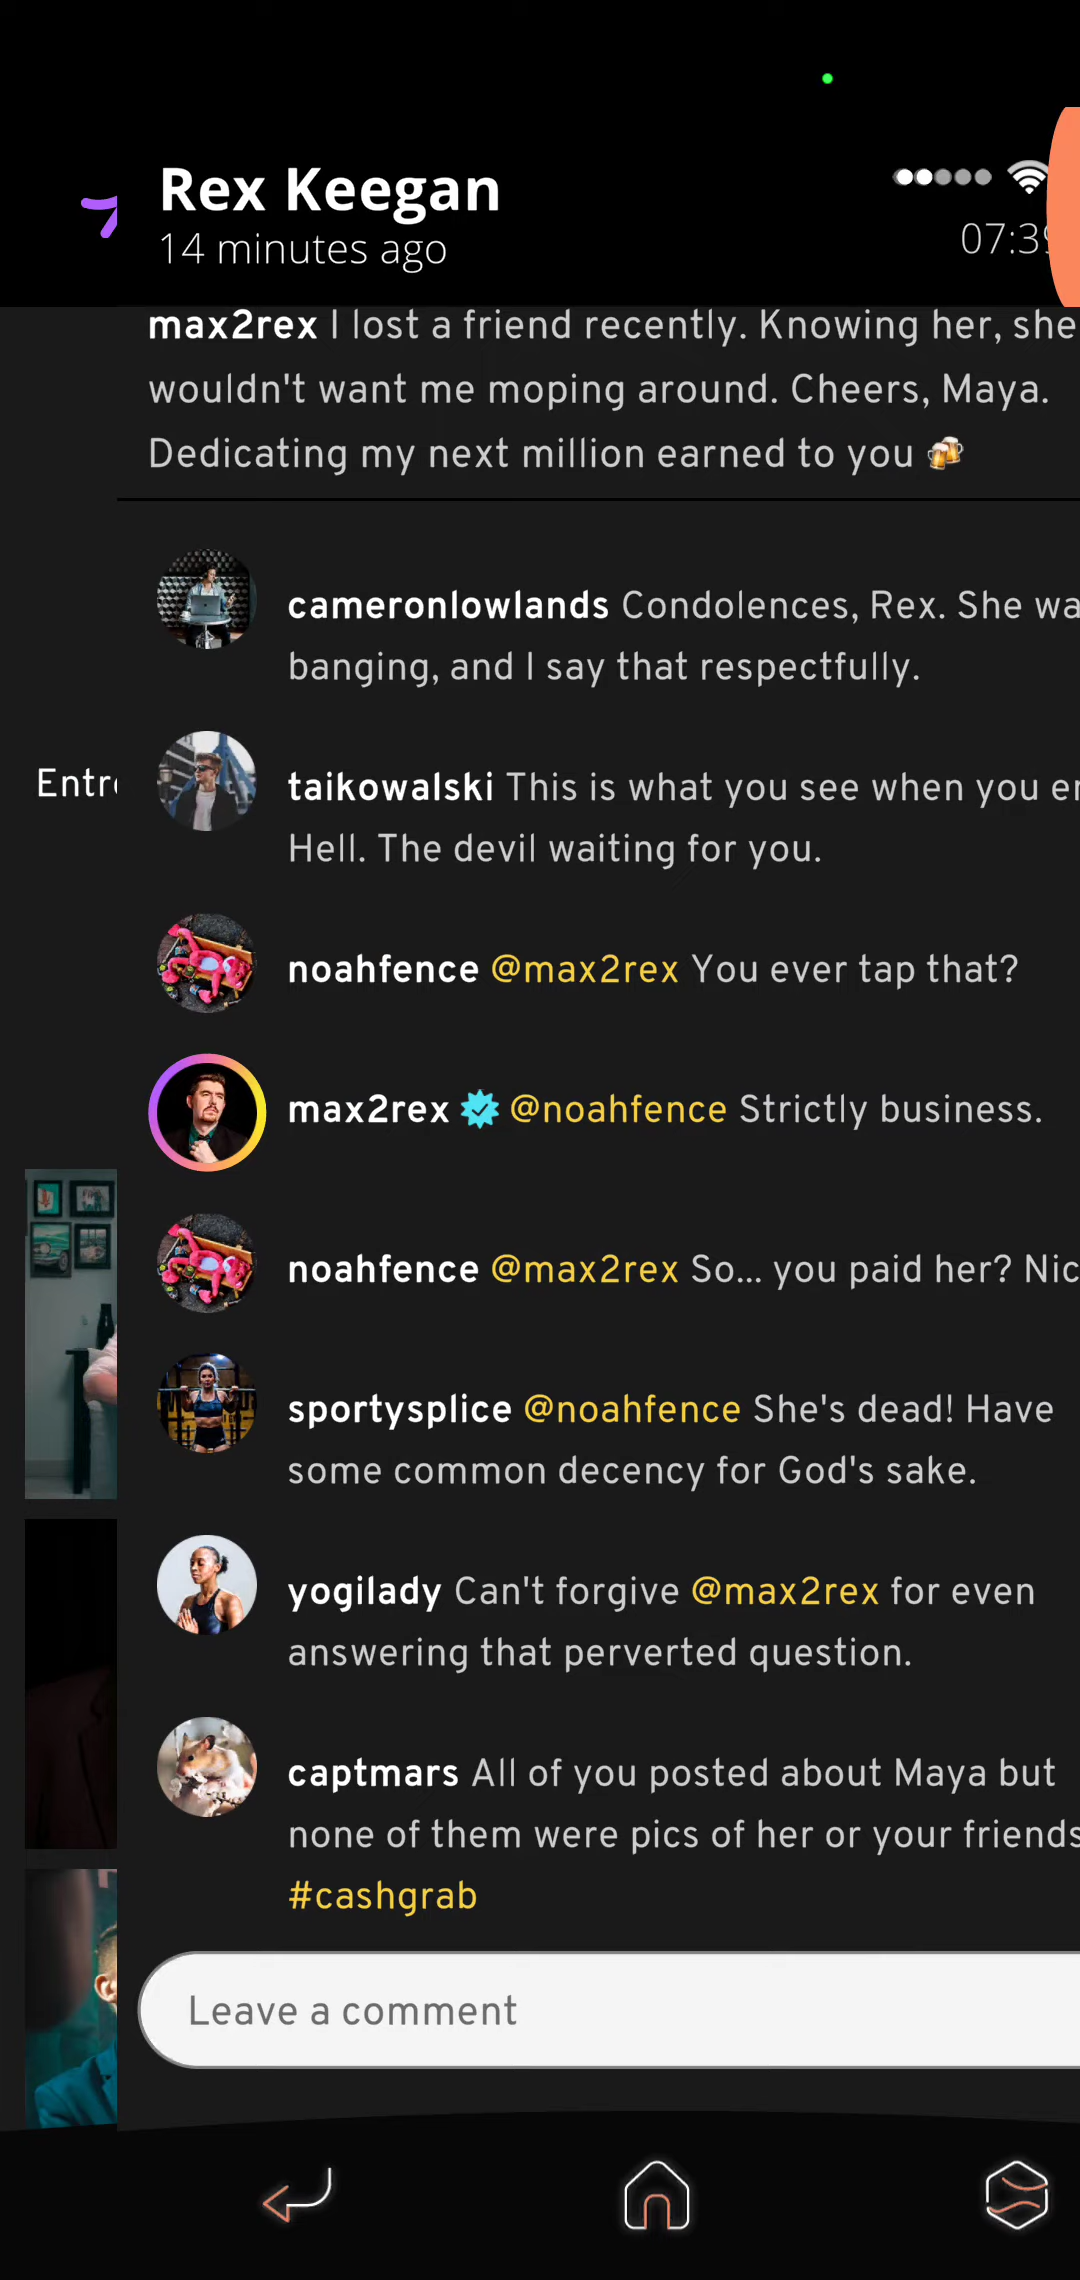 Rex Keegan
14 minutes ago
07:3
max2rex I lost a friend recently. Knowing her, she
wouldn't want me moping around. Cheers, Maya.
Dedicating my next million earned to you 🍻
cameronlowlands Condolences, Rex. She
banging, and I say that respectfully.
taikowalski This is what you see when you
Hell. The devil waiting for you.
noahfence @max2rex You ever tap that?
max2rex @noahfence Strictly business.
noahfence @max2rex So... you paid her?
sportysplice @noahfence She's dead! Have
some common decency for God's sake.
yogilady Can't forgive @max2rex for even
answering that perverted question.
captmars All of you posted about Maya but
none of them were pics of her or your friends
#cashgrab
Leave a comment